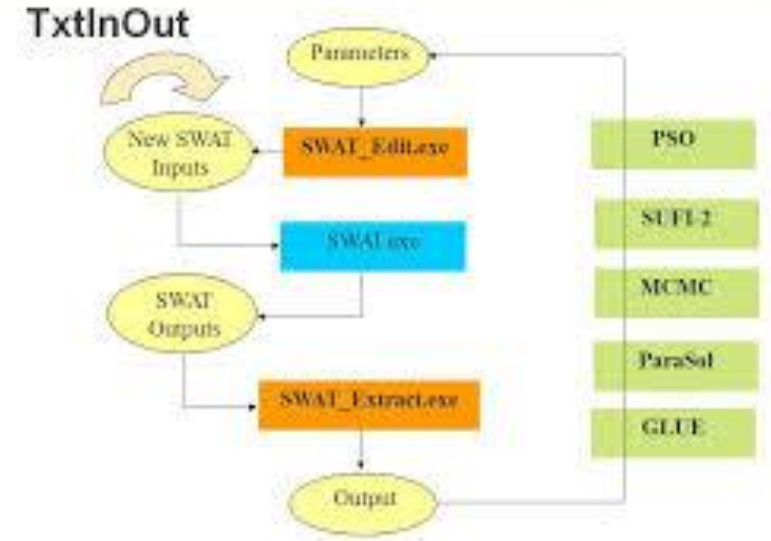 TxtInOut
Parameters
New SWAT
Inputs
SWAT_Edit.exe
SWAT.exe
SWAT
Outputs
SWAT_Extract.exe
Output
PSO
SUFI-2
MCMC
ParaSol
GLUE